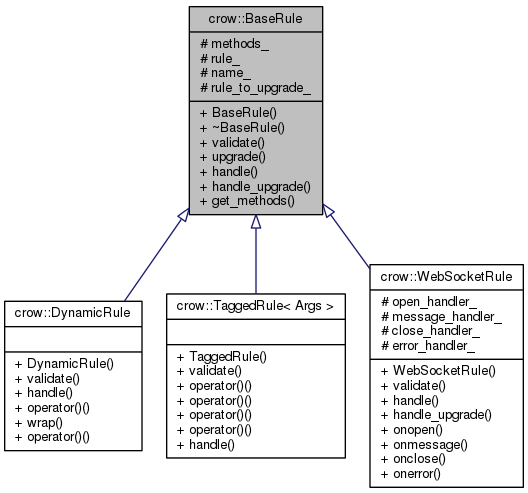 crow::BaseRule
# methods_
# rule_
# name_
# rule_to_upgrade_
+ BaseRule()
+ ~BaseRule()
+ validate()
+ upgrade()
+ handle()
+ handle_upgrade()
+ get_methods()
crow::DynamicRule
+ DynamicRule()
+ validate()
+ handle()
+ operator()()
+ wrap()
+ operator()()
crow::TaggedRule< Args >
+ TaggedRule()
+ validate()
+ operator()()
+ operator()()
+ operator()()
+ operator()()
+ handle()
crow::WebSocketRule
# open_handler_
# message_handler_
# close_handler_
# error_handler_
+ WebSocketRule()
+ validate()
+ handle()
+ handle_upgrade()
+ onopen()
+ onmessage()
+ onclose()
+ onerror()